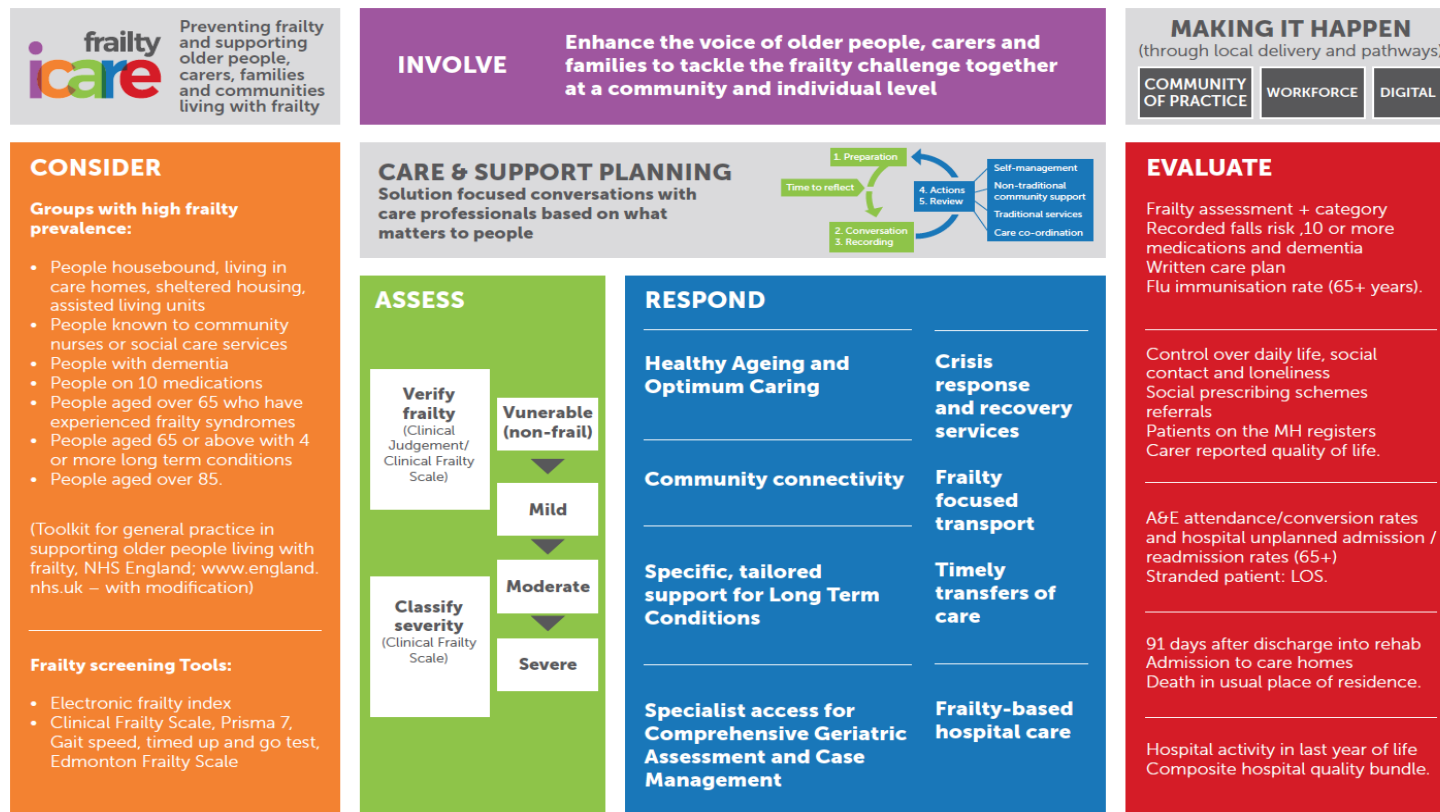 frailty
icare
Preventing frailty
and supporting
older people,
carers, families
and communities
living with frailty
INVOLVE
Enhance the voice of older people, carers and
families to tackle the frailty challenge together
at a community and individual level
MAKING IT HAPPEN
(through local delivery and pathways)
COMMUNITY
OF PRACTICE
WORKFORCE
DIGITAL
CONSIDER
Groups with high frailty
prevalence:
• People housebound, living in
care homes, sheltered housing,
assisted living units
• People known to community
nurses or social care services
• People with dementia
• People on 10 medications
• People aged over 65 who have
experienced frailty syndromes
• People aged 65 or above with 4
or more long term conditions
• People aged over 85.
(Toolkit for general practice in
supporting older people living with
frailty, NHS England; www.england.
nhs.uk – with modification)
Frailty screening Tools:
• Electronic frailty index
• Clinical Frailty Scale, Prisma 7,
Gait speed, timed up and go test,
Edmonton Frailty Scale
CARE & SUPPORT PLANNING
Solution focused conversations with
care professionals based on what
matters to people
1. Preparation
Time to reflect
2. Conversation
3. Recording
4. Actions
5. Review
Self-management
Non-traditional
community support
Traditional services
Care co-ordination
ASSESS
Verify
frailty
(Clinical
Judgement/
Clinical Frailty
Scale)
Classify
severity
(Clinical Frailty
Scale)
Vunerable
(non-frail)
Mild
Moderate
Severe
RESPOND
Healthy Ageing and
Optimum Caring
Community connectivity
Specific, tailored
support for Long Term
Conditions
Specialist access for
Comprehensive Geriatric
Assessment and Case
Management
Crisis
response
and recovery
services
Frailty
focused
transport
Timely
transfers of
care
Frailty-based
hospital care
EVALUATE
Frailty assessment + category
Recorded falls risk ,10 or more
medications and dementia
Written care plan
Flu immunisation rate (65+ years).
Control over daily life, social
contact and loneliness
Social prescribing schemes
referrals
Patients on the MH registers
Carer reported quality of life.
A&E attendance/conversion rates
and hospital unplanned admission /
readmission rates (65+)
Stranded patient: LOS.
91 days after discharge into rehab
Admission to care homes
Death in usual place of residence.
Hospital activity in last year of life
Composite hospital quality bundle.